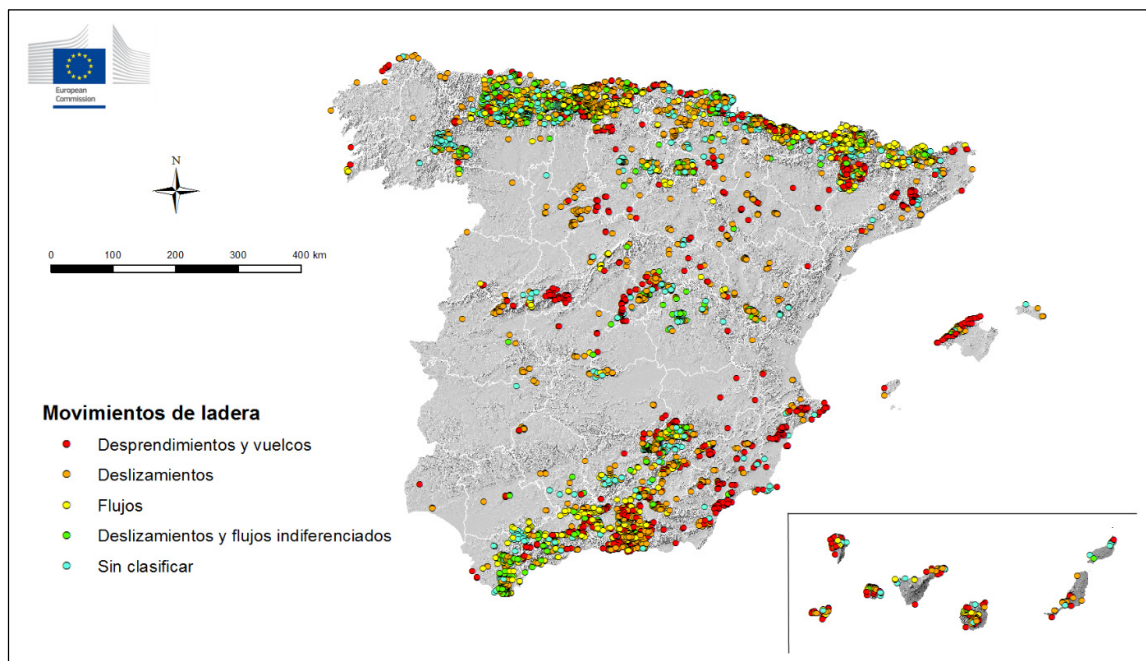 European
Commission
N
0 100 200 300 400 km
Movimientos de ladera
Desprendimientos y vuelcos
Deslizamientos
Flujos
Deslizamientos y flujos indiferenciados
Sin clasificar